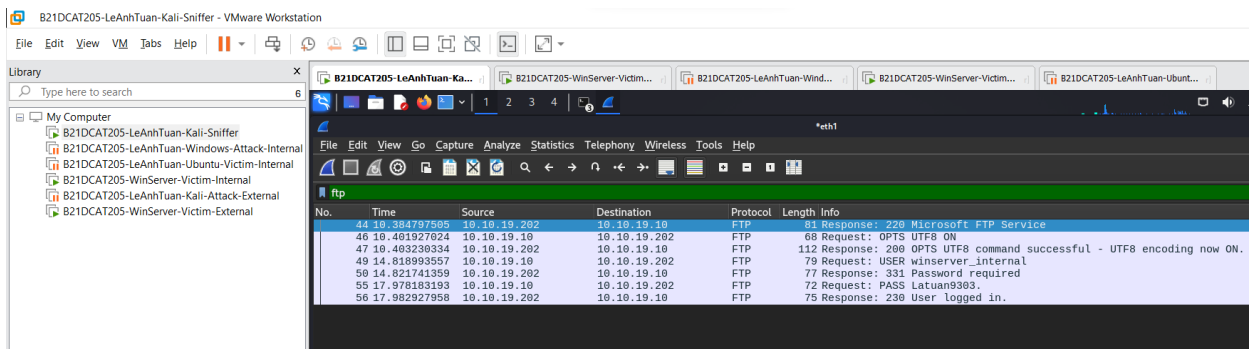 B21DCAT205-LeAnhTuan-Kali-Sniffer - VMware Workstation
File Edit View VM Tabs Help
Library X
Type here to search 6
My Computer
B21DCAT205-LeAnhTuan-Kali-Sniffer
B21DCAT205-LeAnhTuan-Windows-Attack-Internal
B21DCAT205-LeAnhTuan-Ubuntu-Victim-Internal
B21DCAT205-WinServer-Victim-Internal
B21DCAT205-LeAnhTuan-Kali-Attack-External
B21DCAT205-WinServer-Victim-External
B21DCAT205-LeAnhTuan-Ka... B21DCAT205-WinServer-Victim... B21DCAT205-LeAnhTuan-Wind... B21DCAT205-WinServer-Victim... B21DCAT205-LeAnhTuan-Ubunt...
1 2 3 4
*eth1
File Edit View Go Capture Analyze Statistics Telephony Wireless Tools Help
ftp
No. Time Source Destination Protocol Length Info
44 10.384797505 10.10.19.202 10.10.19.10 FTP 81 Response: 220 Microsoft FTP Service
46 10.401927024 10.10.19.10 10.10.19.202 FTP 68 Request: OPTS UTF8 ON
47 10.403230334 10.10.19.202 10.10.19.10 FTP 112 Response: 200 OPTS UTF8 command successful - UTF8 encoding now ON.
49 14.818993557 10.10.19.10 10.10.19.202 FTP 79 Request: USER winserver_internal
50 14.821741359 10.10.19.202 10.10.19.10 FTP 77 Response: 331 Password required
55 17.978183193 10.10.19.10 10.10.19.202 FTP 72 Request: PASS Latuan9303.
56 17.982927958 10.10.19.202 10.10.19.10 FTP 75 Response: 230 User logged in.